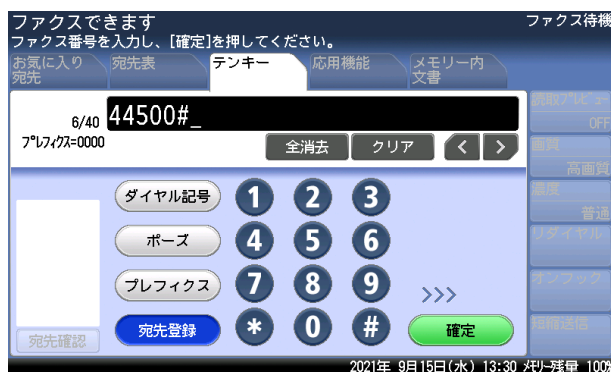 ファクスできます
ファクス待機
ファクス番号を入力し、[確定]を押してください。
お気に入り
宛先
宛先表
テンキー
応用機能
メモリー内
文書
44500#_
6/40
プレフィクス=0000
全消去
クリア
<
>
読取プレビュー
OFF
画質
高画質
濃度
普通
リダイヤル
オンフック
短縮送信
ダイヤル記号
1
2
3
ポーズ
4
5
6
プレフィクス
7
8
9
>>>
宛先確認
宛先登録
*
0
#
確定
2021年 9月15日(水) 13:30 メモリー残量 100%